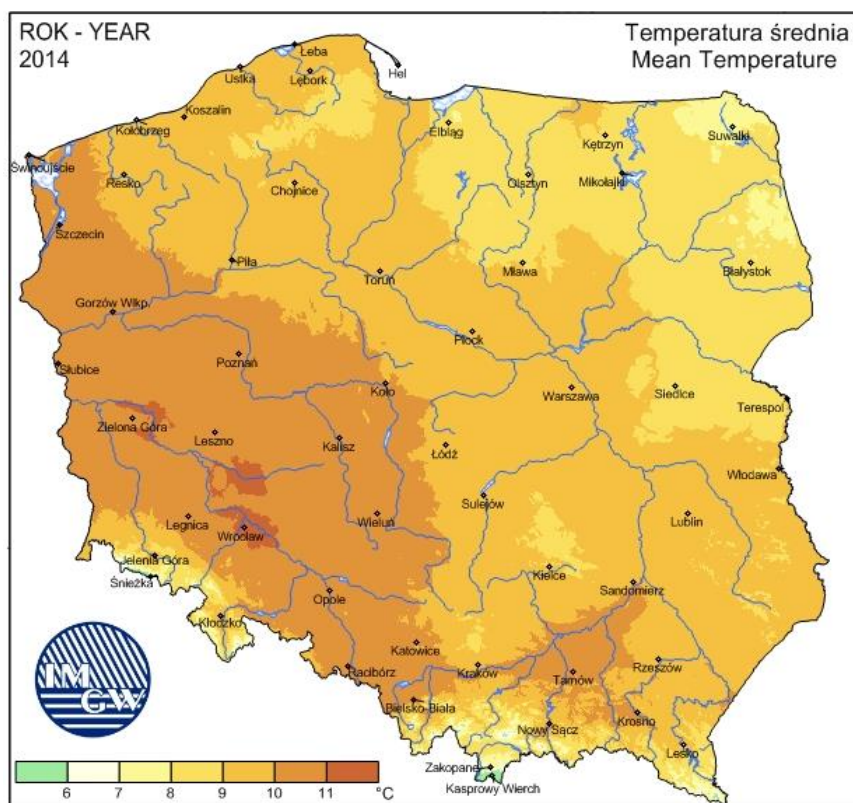 ROK - YEAR
2014
Temperatura średnia
Mean Temperature
Łeba
Hel
Ustka
Lębork
Koszalin
Kołobrzeg
Elbląg
Suwałki
Kętrzyn
Świnoujście
Resko
Chojnice
Olsztyn
Mikołajki
Szczecin
Piła
Toruń
Mława
Białystok
Gorzów Wlkp.
Płock
Słubice
Poznań
Koło
Warszawa
Siedlce
Terespol
Zielona Góra
Leszno
Kalisz
Łódź
Włodawa
Sulejów
Legnica
Wrocław
Wieluń
Lublin
Jelenia Góra
Śnieżka
Kielce
Opole
Sandomierz
Kłodzko
Katowice
Racibórz
Kraków
Tarnów
Rzeszów
Bielsko-Biała
Nowy Sącz
Krosno
Lesko
Zakopane
Kasprowy Wierch
IM
GW
6 7 8 9 10 11 °C